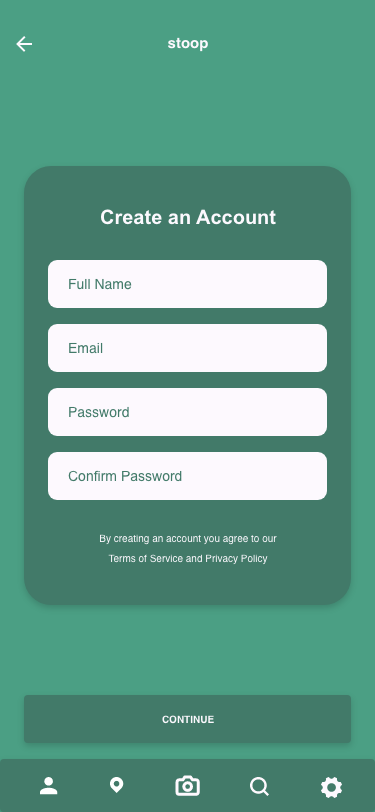 stoop
Create an Account
Full Name
Email
Password
Confirm Password
By creating an account you agree to our
Terms of Service and Privacy Policy
CONTINUE